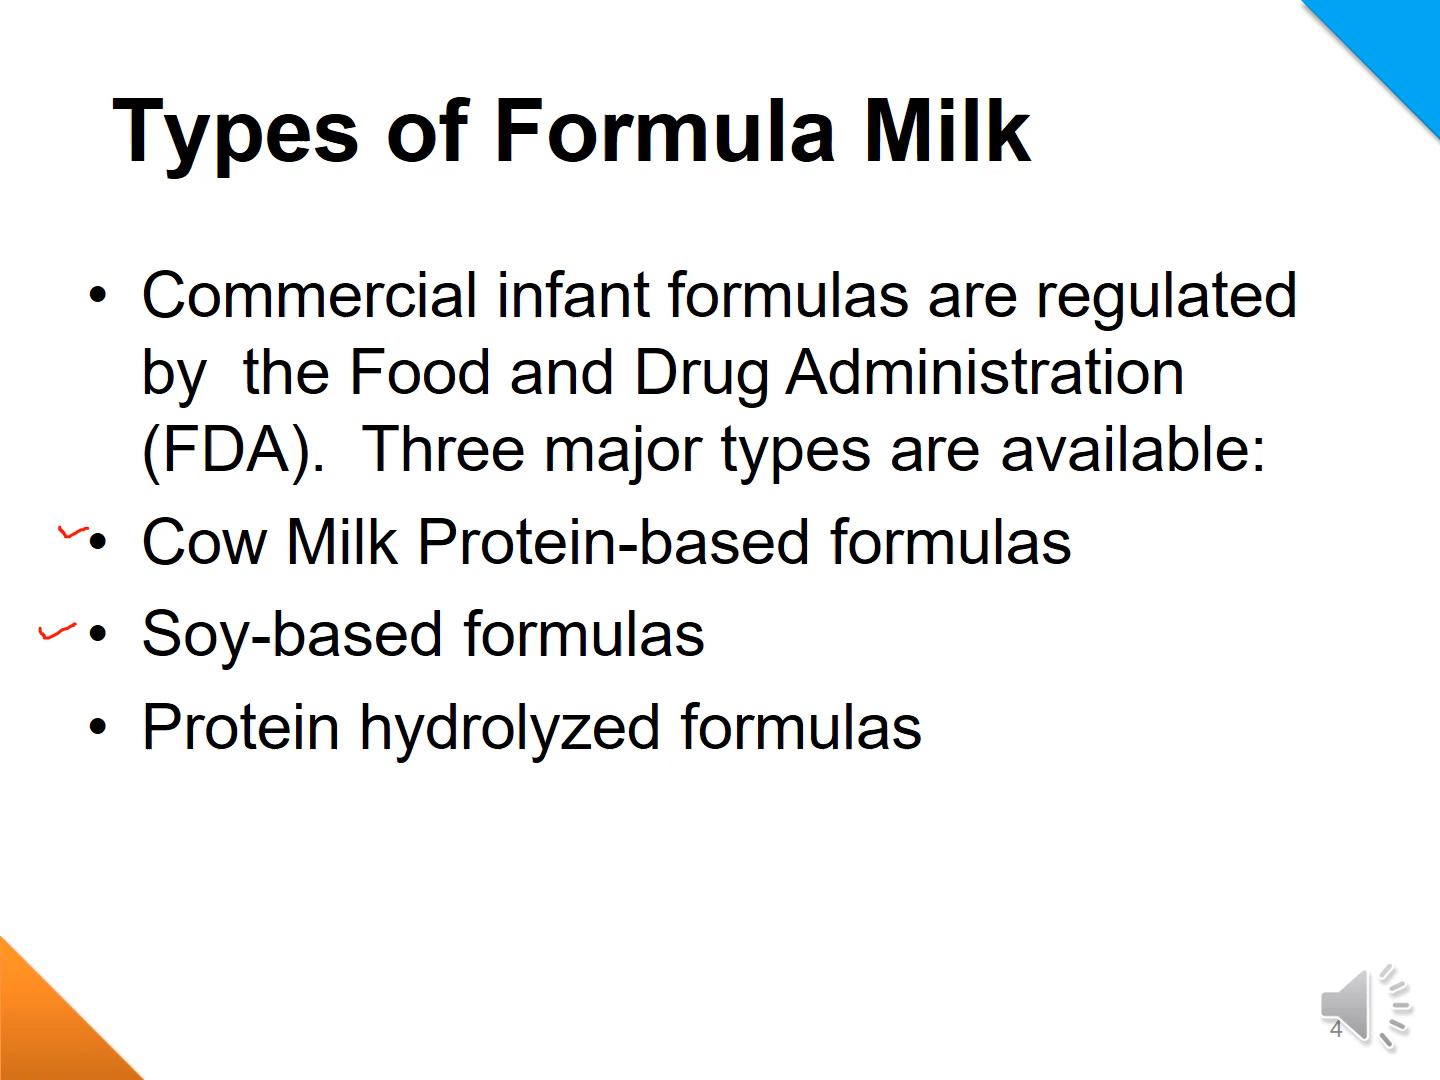 Types of Formula Milk
• Commercial infant formulas are regulated
by  the Food and Drug Administration
(FDA).  Three major types are available:
• Cow Milk Protein-based formulas
• Soy-based formulas
• Protein hydrolyzed formulas
4